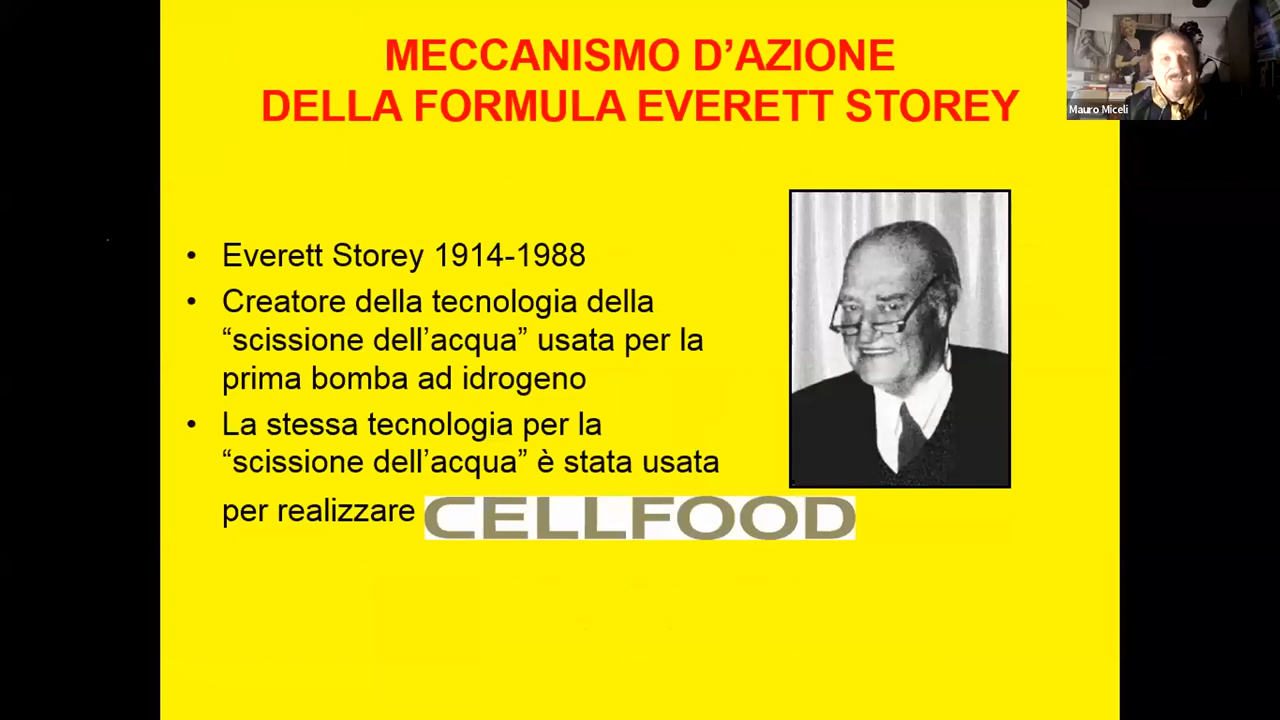 MECCANISMO D’AZIONE
DELLA FORMULA EVERETT STOREY
Mauro Miceli
• Everett Storey 1914-1988
• Creatore della tecnologia della
“scissione dell’acqua” usata per la
prima bomba ad idrogeno
• La stessa tecnologia per la
“scissione dell’acqua” è stata usata
per realizzare CELLFOOD